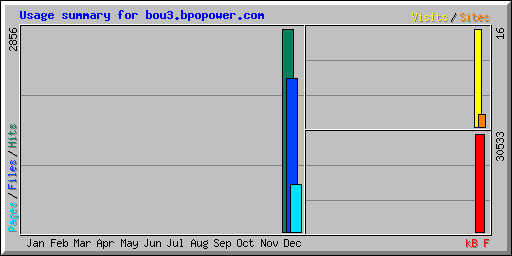 Usage summary for bou3.bpopower.com
Visits/Sites
2856
16
30533
Pages/Files/Hits
Jan Feb Mar Apr May Jun Jul Aug Sep Oct Nov Dec
kB F